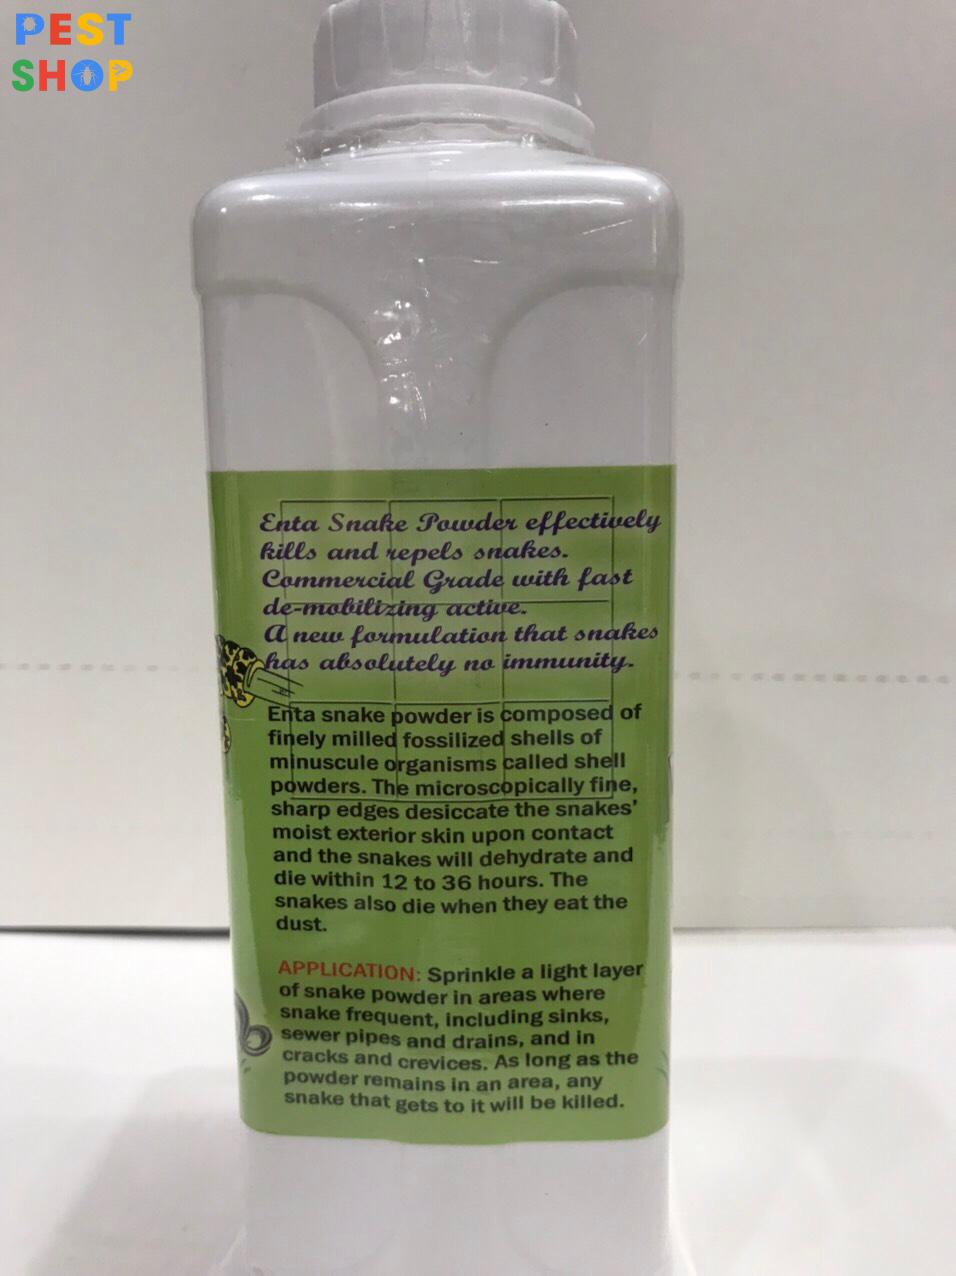 PEST
SHOP
Enta Snake Powder effectively
kills and repels snakes.
Commercial Grade with fast
de-mobilizing active.
A new formulation that snakes
has absolutely no immunity.
Enta snake powder is composed of
finely milled fossilized shells of
minuscule organisms called shell
powders. The microscopically fine,
sharp edges desiccate the snakes'
moist exterior skin upon contact
and the snakes will dehydrate and
die within 12 to 36 hours. The
snakes also die when they eat the
dust.
APPLICATION: Sprinkle a light layer
of snake powder in areas where
snake frequent, including sinks,
sewer pipes and drains, and in
cracks and crevices. As long as the
powder remains in an area, any
snake that gets to it will be killed.